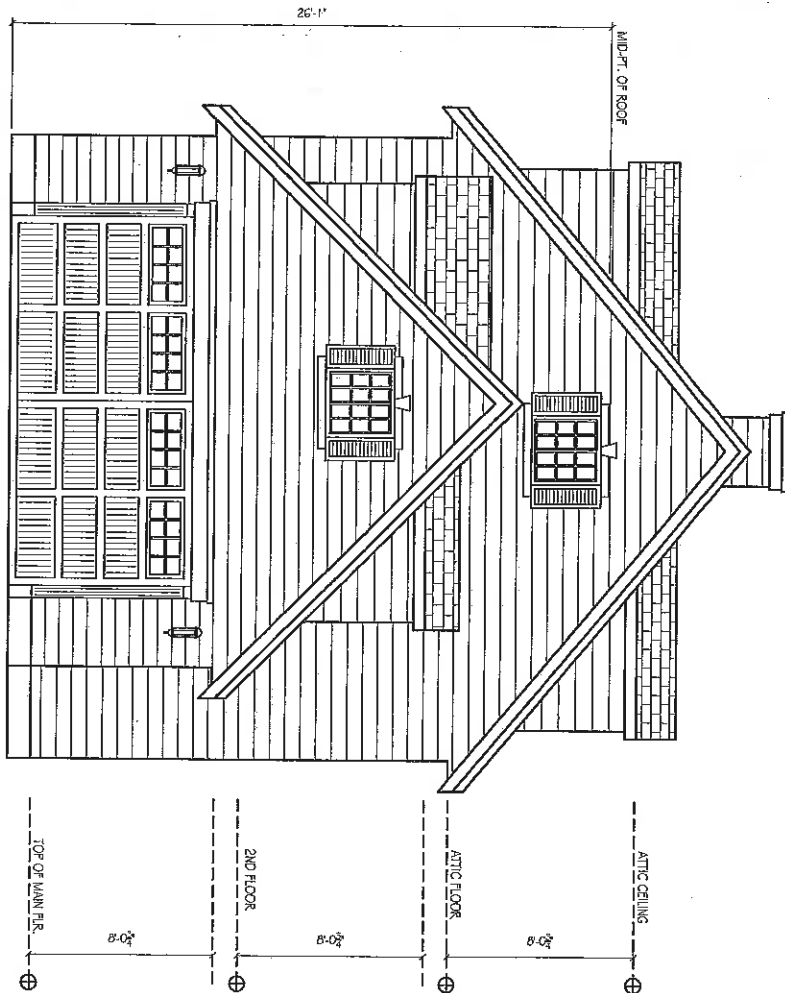 26'-1"
MID-PT. OF ROOF
ATTIC CEILING
8'-0¾"
ATTIC FLOOR
8'-0¾"
2ND FLOOR
8'-0¾"
TOP OF MAIN FLR.